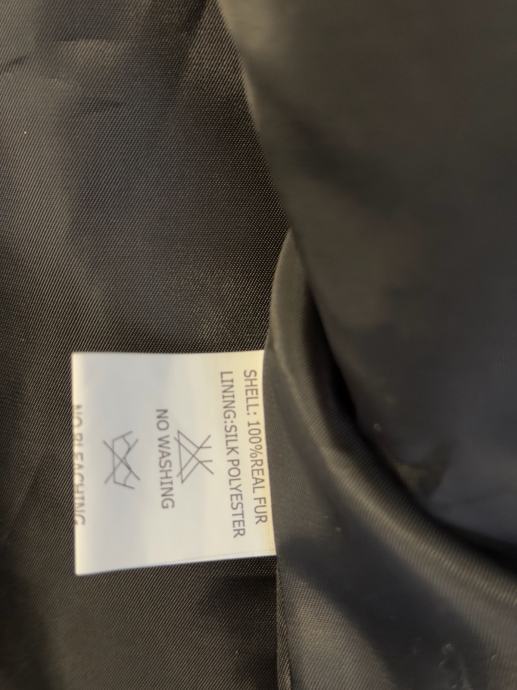 SHELL: 100%REAL FUR
LINING:SILK POLYESTER
NO WASHING
NO BLEACHING